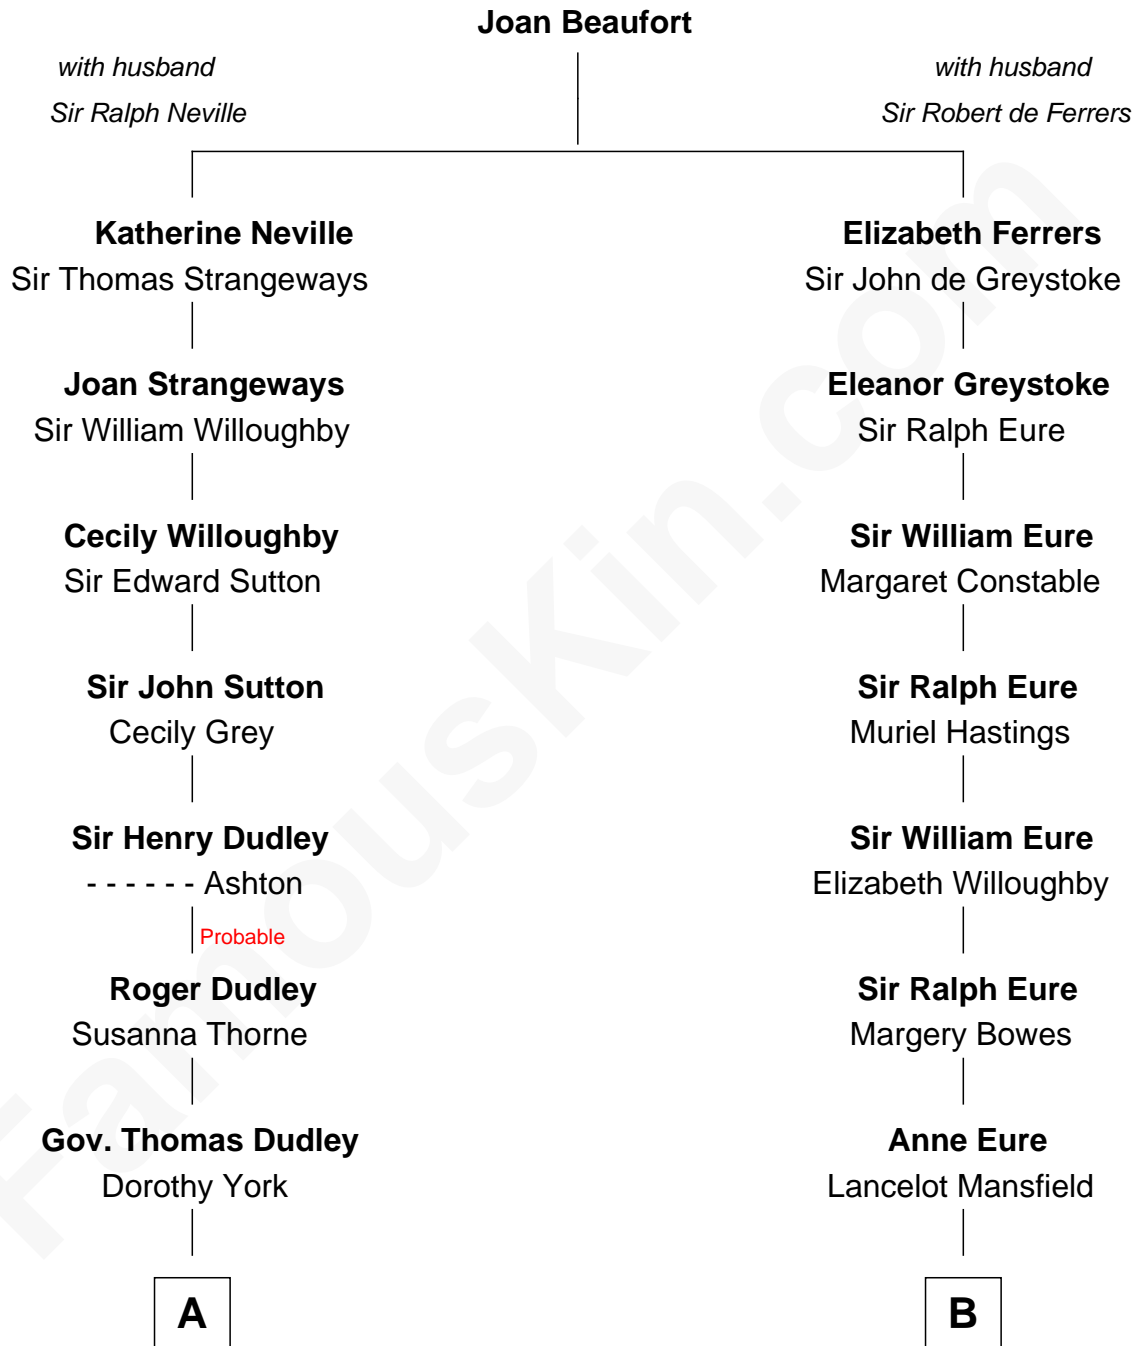 Joan Beaufort
with husband
Sir Ralph Neville
with husband
Sir Robert de Ferrers
Katherine Neville
Sir Thomas Strangeways
Elizabeth Ferrers
Sir John de Greystoke
Joan Strangeways
Sir William Willoughby
Eleanor Greystoke
Sir Ralph Eure
Cecily Willoughby
Sir Edward Sutton
Sir William Eure
Margaret Constable
Sir John Sutton
Cecily Grey
Sir Ralph Eure
Muriel Hastings
Sir Henry Dudley
- - - - - - Ashton
Probable
Sir William Eure
Elizabeth Willoughby
Roger Dudley
Susanna Thorne
Sir Ralph Eure
Margery Bowes
Gov. Thomas Dudley
Dorothy York
Anne Eure
Lancelot Mansfield
A
B
FamousKin.com